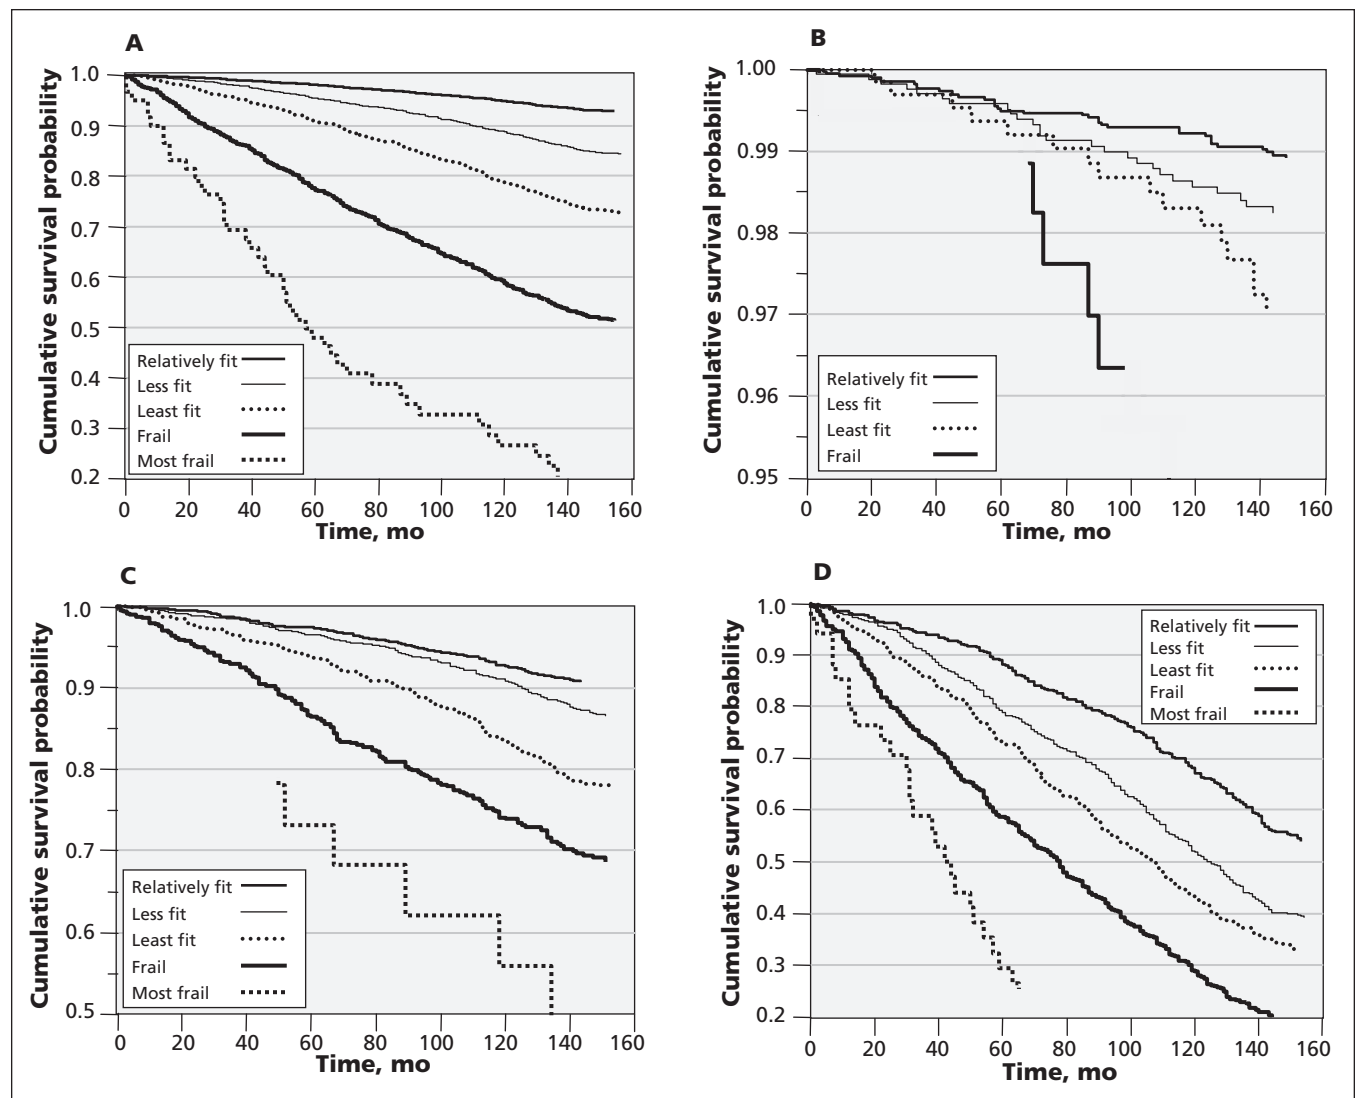 A
Cumulative survival probability
1.0
0.9
0.8
0.7
0.6
0.5
0.4
0.3
0.2
Relatively fit
Less fit
Least fit
Frail
Most frail
0 20 40 60 80 100 120 140 160
Time, mo
B
Cumulative survival probability
1.00
0.99
0.98
0.97
0.96
0.95
Relatively fit
Less fit
Least fit
Frail
0 20 40 60 80 100 120 140 160
Time, mo
C
Cumulative survival probability
1.0
0.9
0.8
0.7
0.6
0.5
Relatively fit
Less fit
Least fit
Frail
Most frail
0 20 40 60 80 100 120 140 160
Time, mo
D
Cumulative survival probability
1.0
0.9
0.8
0.7
0.6
0.5
0.4
0.3
0.2
Relatively fit
Less fit
Least fit
Frail
Most frail
0 20 40 60 80 100 120 140 160
Time, mo